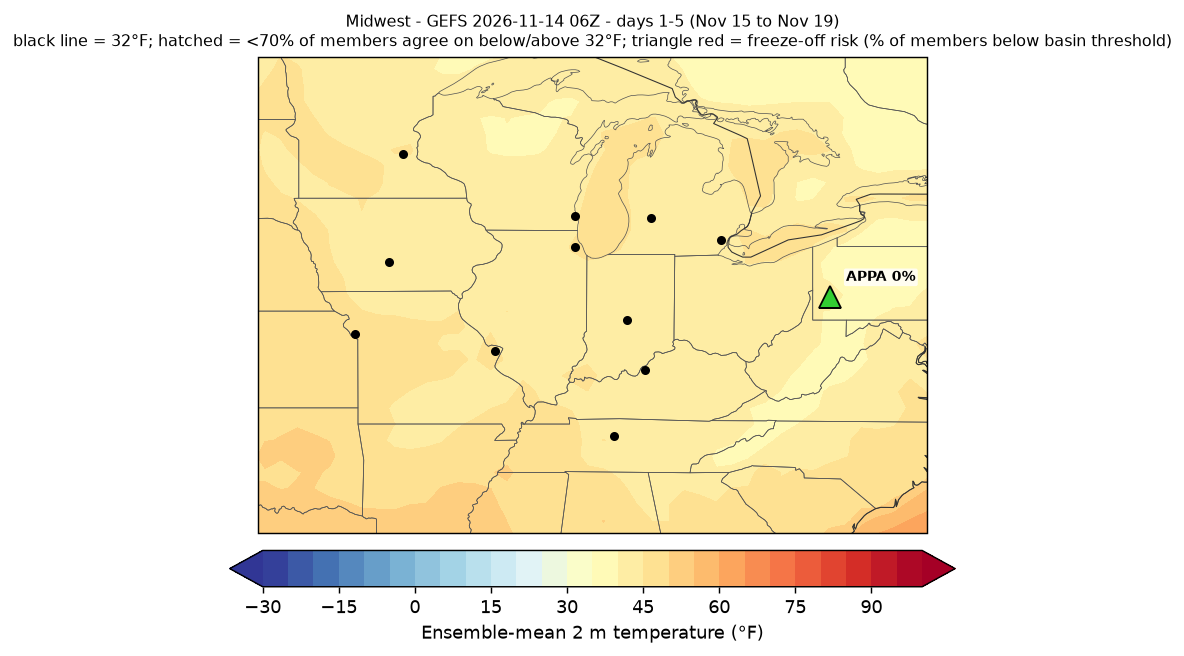 Midwest - GEFS 2026-11-14 06Z - days 1-5 (Nov 15 to Nov 19)
black line = 32°F; hatched = <70% of members agree on below/above 32°F; triangle red = freeze-off risk (% of members below basin threshold)
APPA 0%
−30 −15 0 15 30 45 60 75 90
Ensemble-mean 2 m temperature (°F)